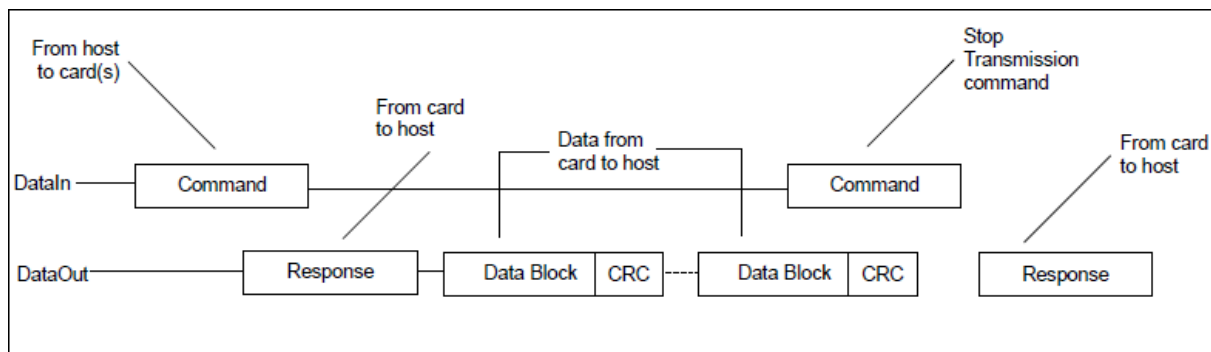 From host
to card(s)
Stop
Transmission
command
From card
to host
Data from
card to host
From card
to host
DataIn
Command
Command
DataOut
Response
Data Block
CRC
Data Block
CRC
Response